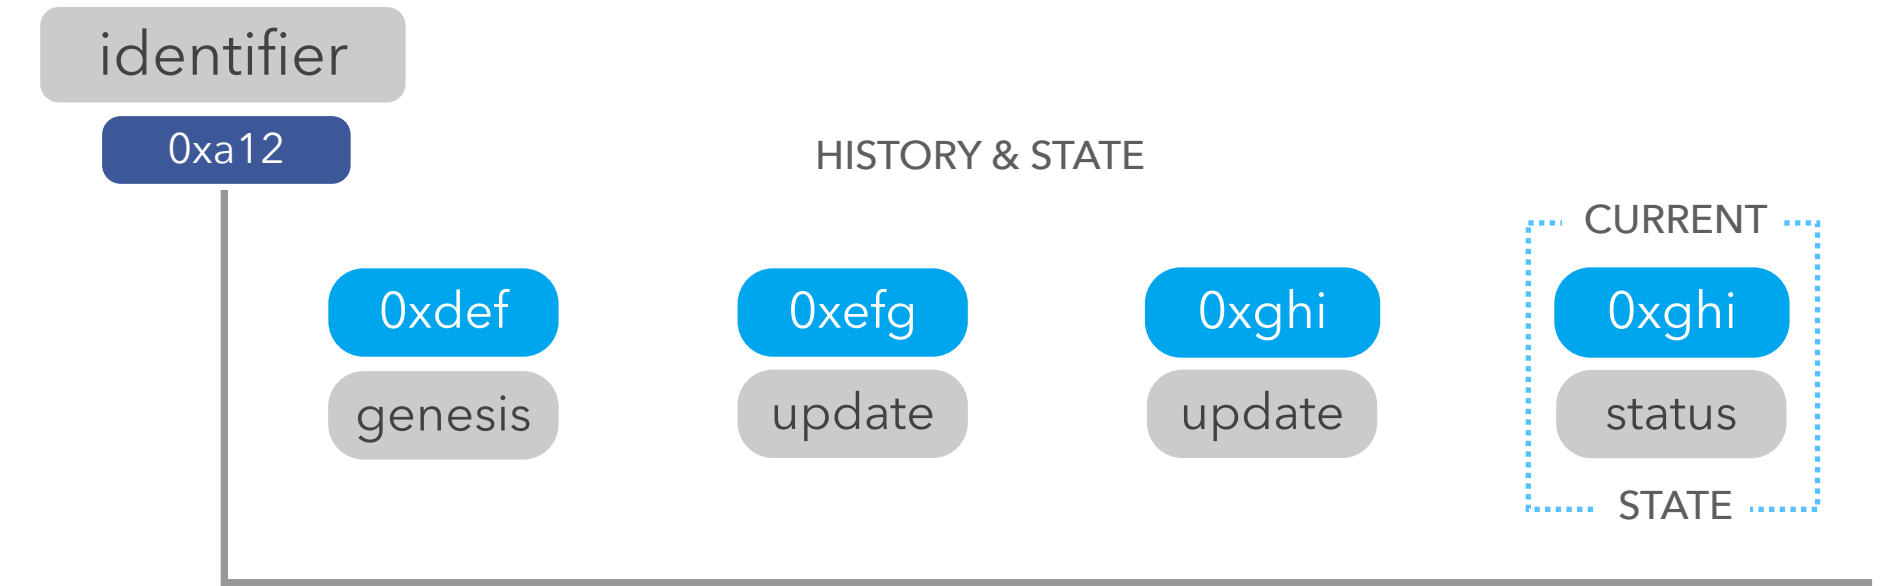 identifier
0xa12
HISTORY & STATE
CURRENT
0xdef
0xefg
0xghi
0xghi
genesis
update
update
status
STATE